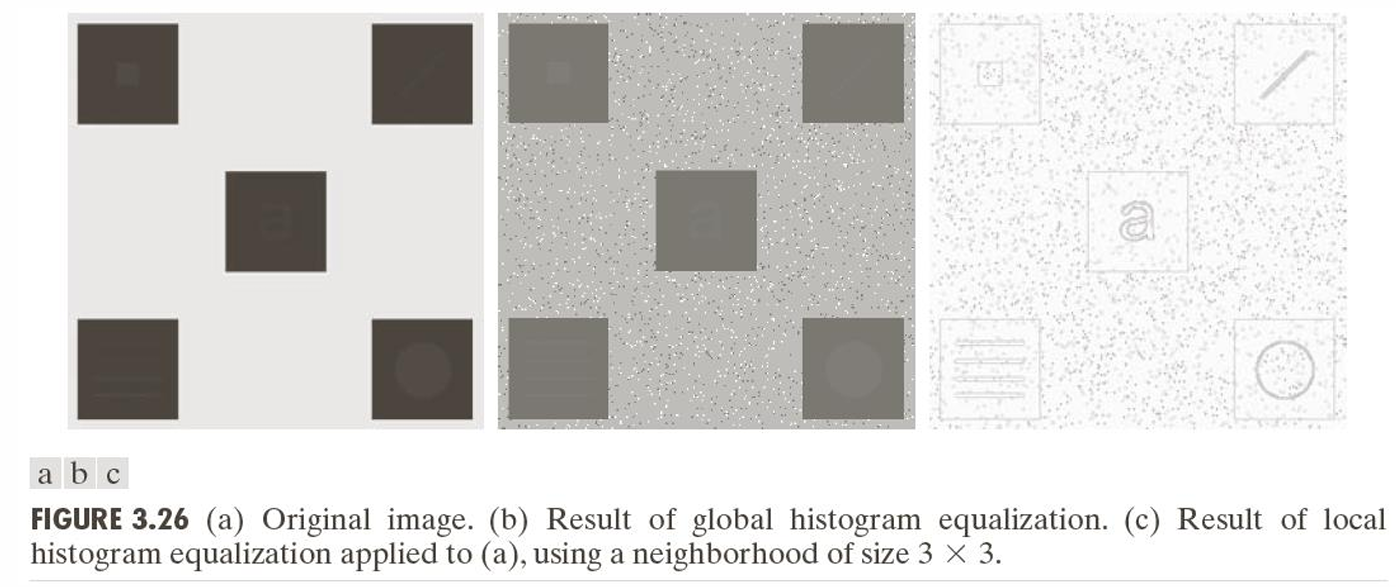 a
a
a b c
FIGURE 3.26 (a) Original image. (b) Result of global histogram equalization. (c) Result of local
histogram equalization applied to (a), using a neighborhood of size 3 × 3.